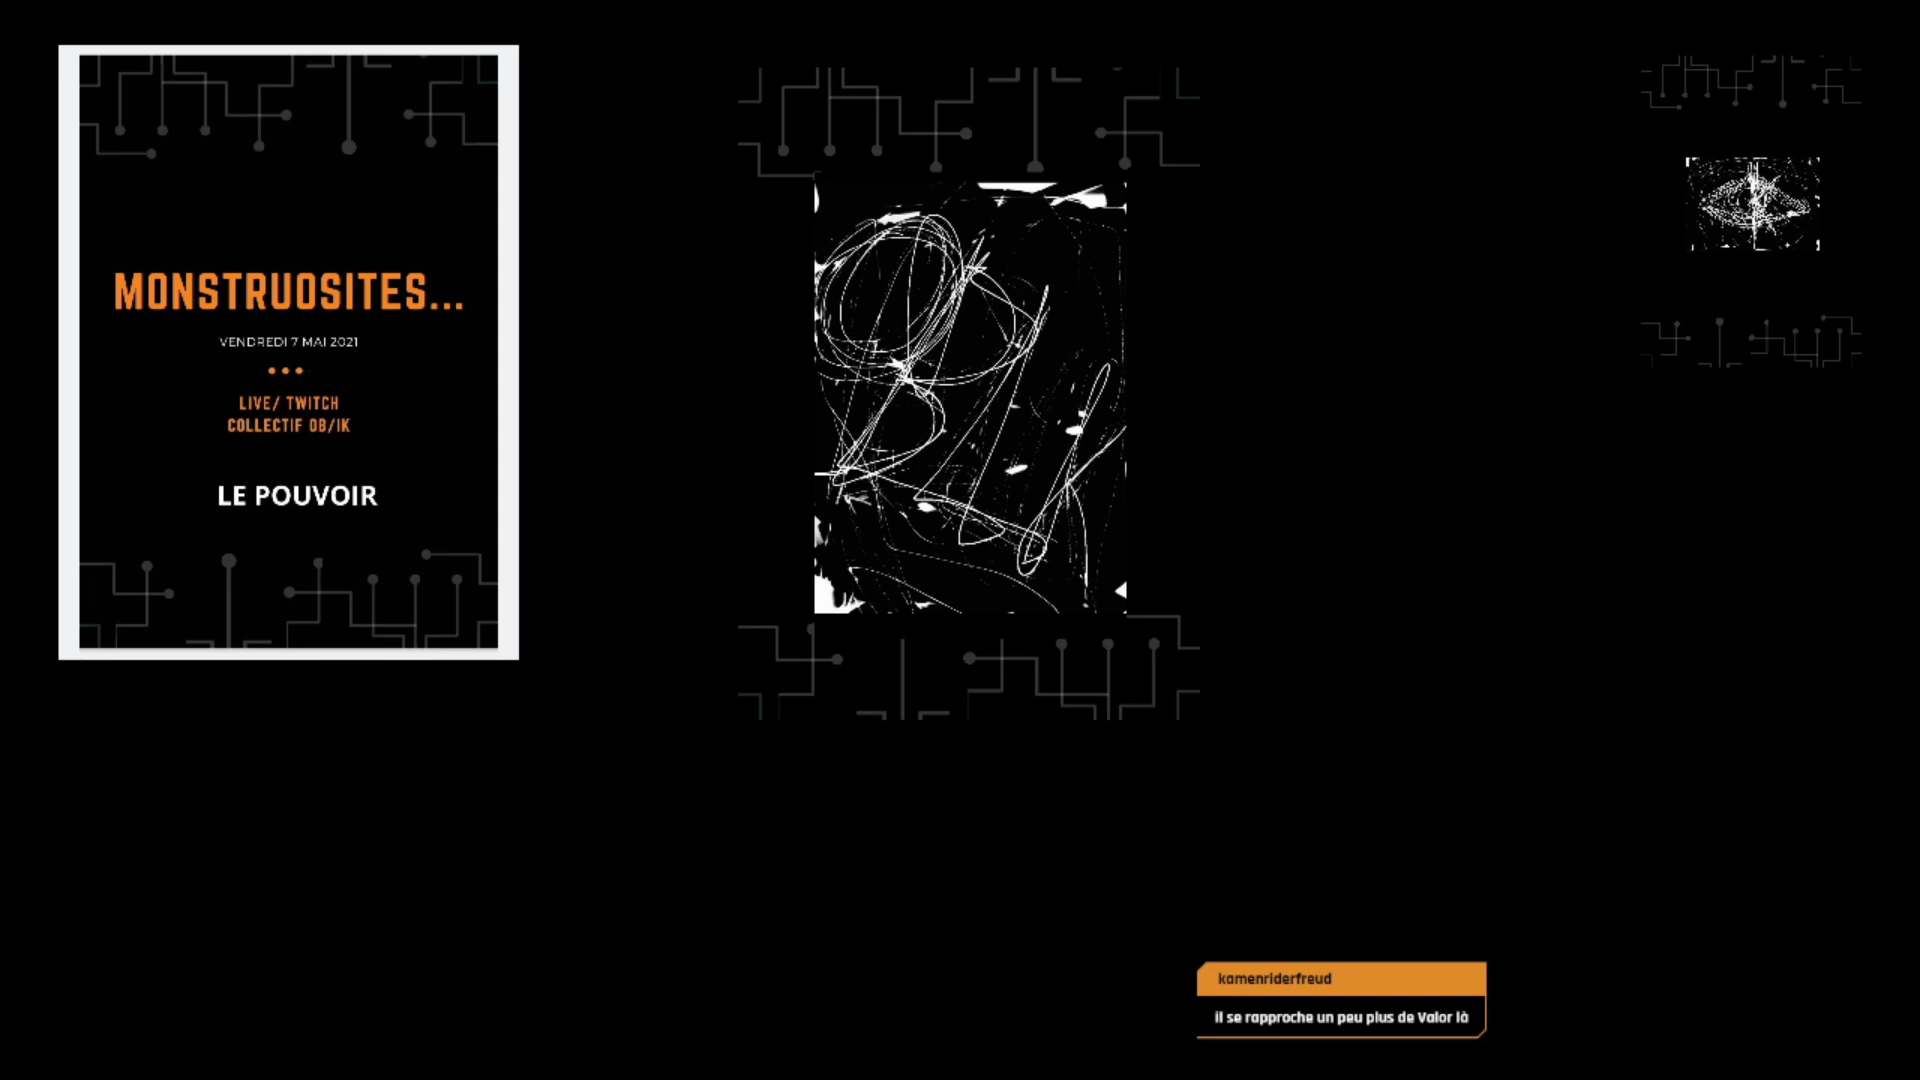 MONSTRUOSITES...
VENDREDI 7 MAI 2021
LIVE/ TWITCH
COLLECTIF OB/IK
LE POUVOIR
kamenriderfreud
il se rapproche un peu plus de Valor là